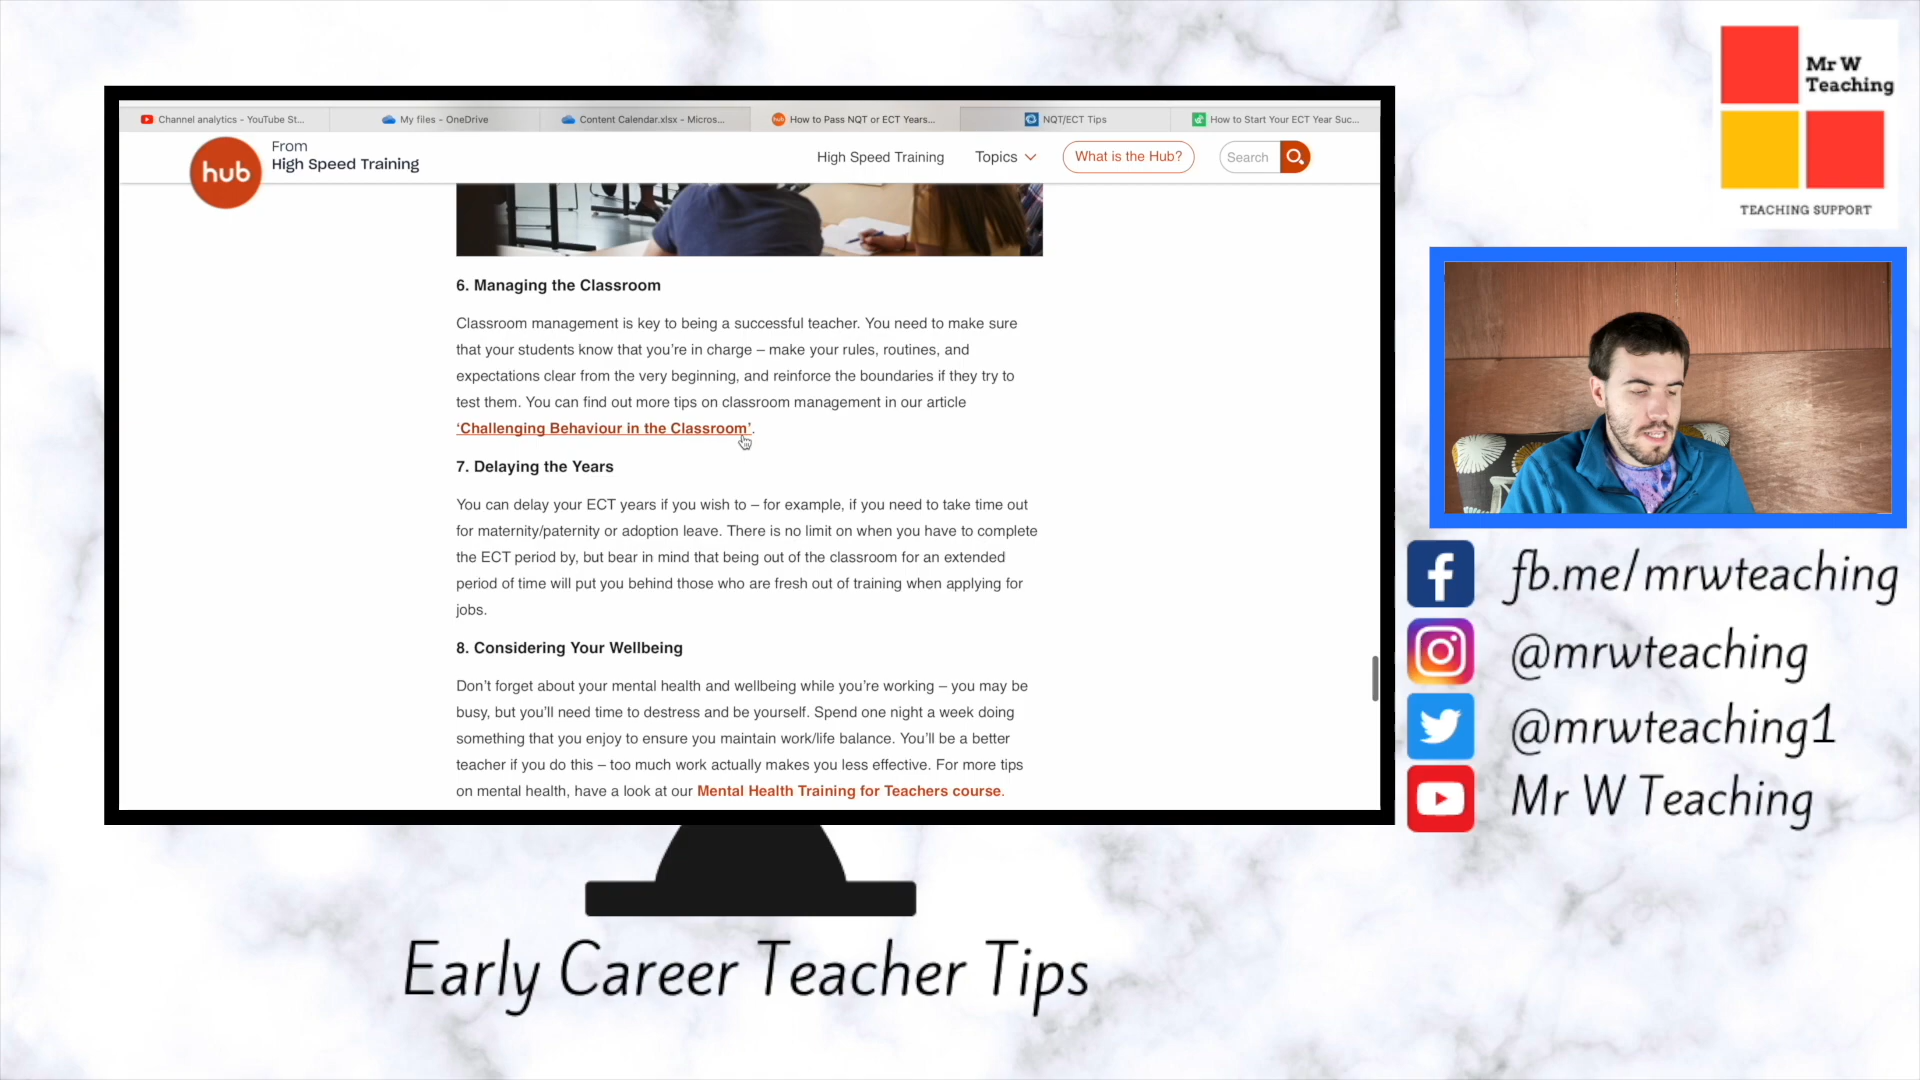 Mr W
Teaching
TEACHING SUPPORT
Channel analytics - YouTube St...
My files - OneDrive
Content Calendar.xlsx - Micros...
How to Pass NQT or ECT Years...
NQT/ECT Tips
How to Start Your ECT Year Suc...
hub
From
High Speed Training
High Speed Training
Topics
What is the Hub?
Search
6. Managing the Classroom
Classroom management is key to being a successful teacher. You need to make sure
that your students know that you’re in charge – make your rules, routines, and
expectations clear from the very beginning, and reinforce the boundaries if they try to
test them. You can find out more tips on classroom management in our article
‘Challenging Behaviour in the Classroom’.
7. Delaying the Years
You can delay your ECT years if you wish to – for example, if you need to take time out
for maternity/paternity or adoption leave. There is no limit on when you have to complete
the ECT period by, but bear in mind that being out of the classroom for an extended
period of time will put you behind those who are fresh out of training when applying for
jobs.
8. Considering Your Wellbeing
Don’t forget about your mental health and wellbeing while you’re working – you may be
busy, but you’ll need time to destress and be yourself. Spend one night a week doing
something that you enjoy to ensure you maintain work/life balance. You’ll be a better
teacher if you do this – too much work actually makes you less effective. For more tips
on mental health, have a look at our Mental Health Training for Teachers course.
fb.me/mrwteaching
@mrwteaching
@mrwteaching1
Mr W Teaching
Early Career Teacher Tips